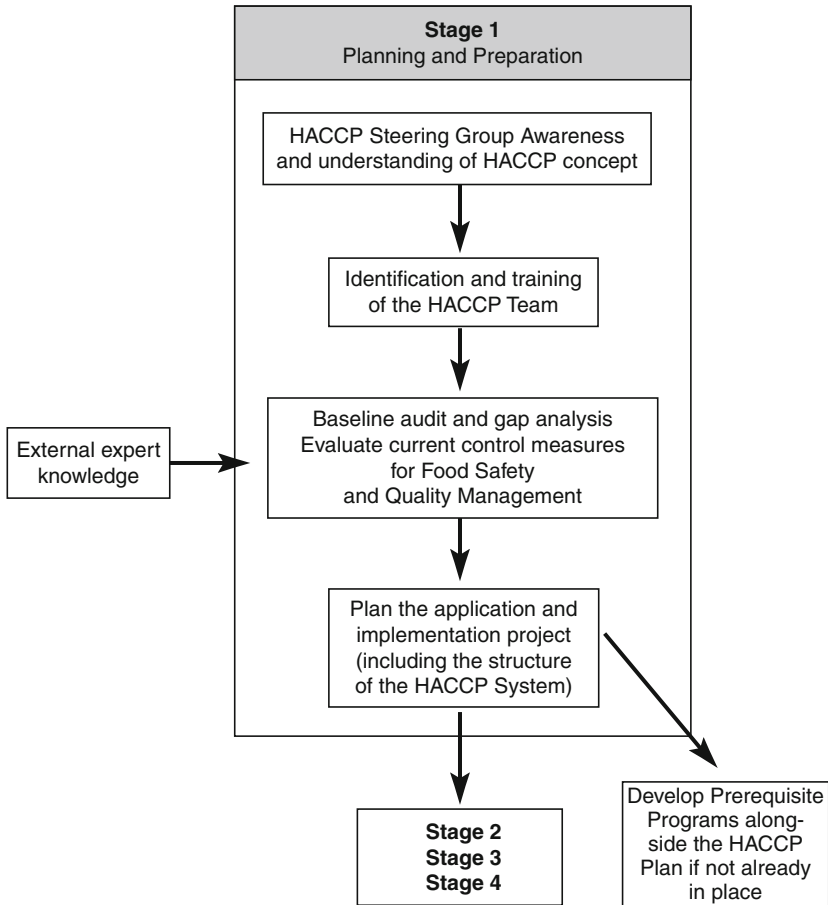 Stage 1
Planning and Preparation
HACCP Steering Group Awareness
and understanding of HACCP concept
Identification and training
of the HACCP Team
Baseline audit and gap analysis
Evaluate current control measures
for Food Safety
and Quality Management
External expert
knowledge
Plan the application and
implementation project
(including the structure
of the HACCP System)
Stage 2
Stage 3
Stage 4
Develop Prerequisite
Programs along-
side the HACCP
Plan if not already
in place